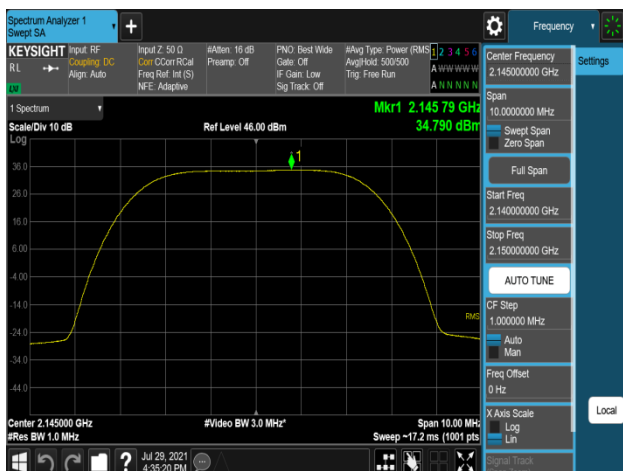 Spectrum Analyzer 1
Swept SA
+
Frequency
KEYSIGHT
RL
Input: RF
Coupling: DC
Align: Auto
Input Z: 50 Ω
Corr CCorr RCal
Freq Ref: Int (S)
NFE: Adaptive
#Atten: 16 dB
Preamp: Off
PNO: Best Wide
Gate: Off
IF Gain: Low
Sig Track: Off
#Avg Type: Power (RMS
Avg|Hold: 500/500
Trig: Free Run
1 2 3 4 5 6
A W W W W W
A N N N N N
LW
1 Spectrum
Scale/Div 10 dB
Log
Ref Level 46.00 dBm
Mkr1 2.145 79 GHz
34.790 dBm
1
36.0
26.0
16.0
6.00
-4.00
-14.0
-24.0
-34.0
-44.0
RMS
Center 2.145000 GHz
#Res BW 1.0 MHz
#Video BW 3.0 MHz*
Span 10.00 MHz
Sweep ~17.2 ms (1001 pts
Center Frequency
2.145000000 GHz
Span
10.0000000 MHz
Swept Span
Zero Span
Full Span
Start Freq
2.140000000 GHz
Stop Freq
2.150000000 GHz
AUTO TUNE
CF Step
1.000000 MHz
Auto
Man
Freq Offset
0 Hz
X Axis Scale
Log
Lin
Signal Track
Settings
Local
?
Jul 29, 2021
4:35:20 PM